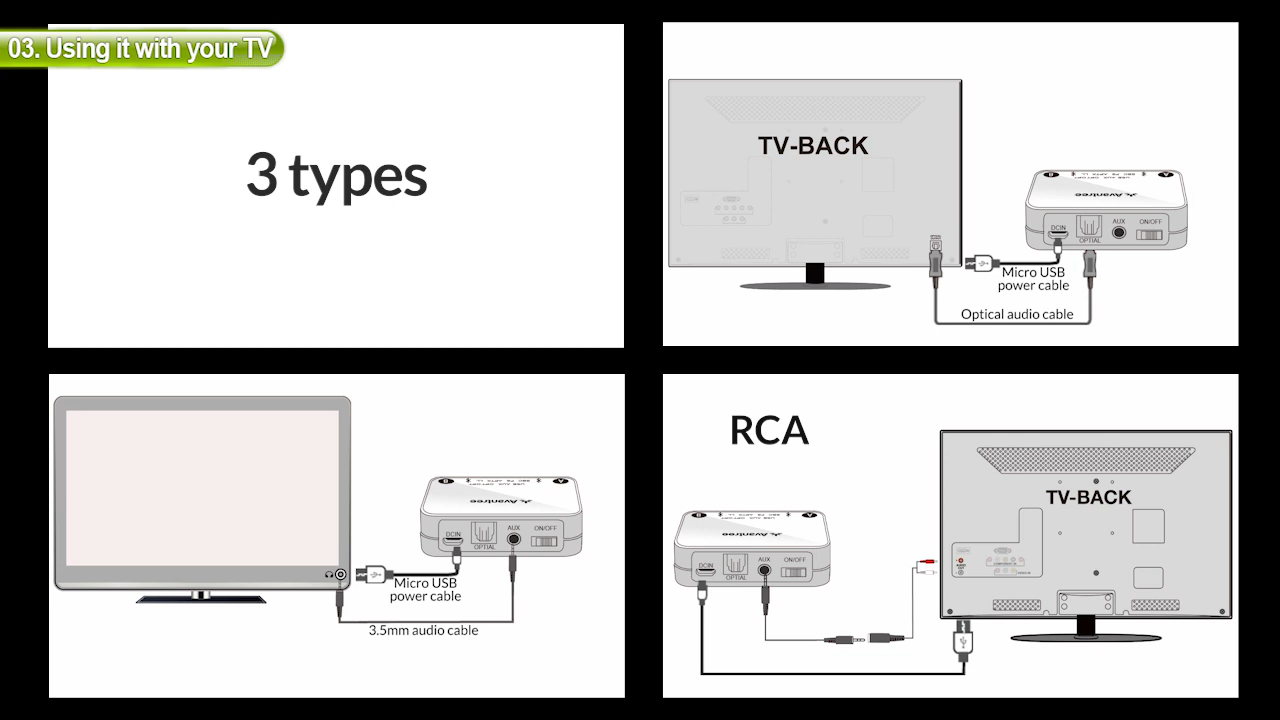 03. Using it with your TV
3 types
TV-BACK
Avantree
B
A
DCIN
OPTIAL
AUX
ON/OFF
Micro USB
power cable
Optical audio cable
Avantree
B
A
DCIN
OPTIAL
AUX
ON/OFF
Micro USB
power cable
3.5mm audio cable
RCA
TV-BACK
Avantree
B
A
DCIN
OPTIAL
AUX
ON/OFF